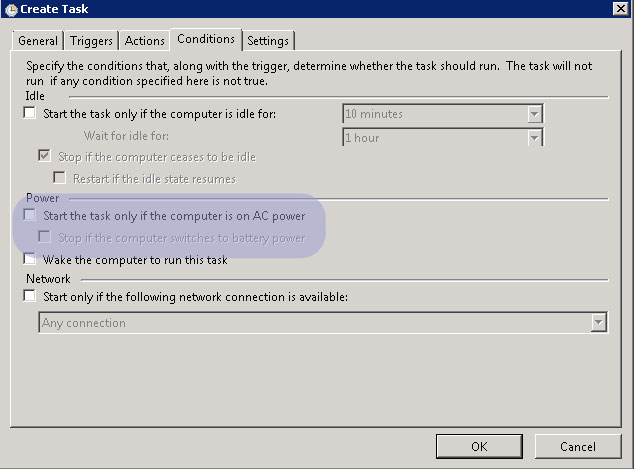 Create Task
General Triggers Actions Conditions Settings
Specify the conditions that, along with the trigger, determine whether the task should run. The task will not
run if any condition specified here is not true.
Idle
Start the task only if the computer is idle for: 10 minutes
Wait for idle for: 1 hour
Stop if the computer ceases to be idle
Restart if the idle state resumes
Power
Start the task only if the computer is on AC power
Stop if the computer switches to battery power
Wake the computer to run this task
Network
Start only if the following network connection is available:
Any connection
OK Cancel